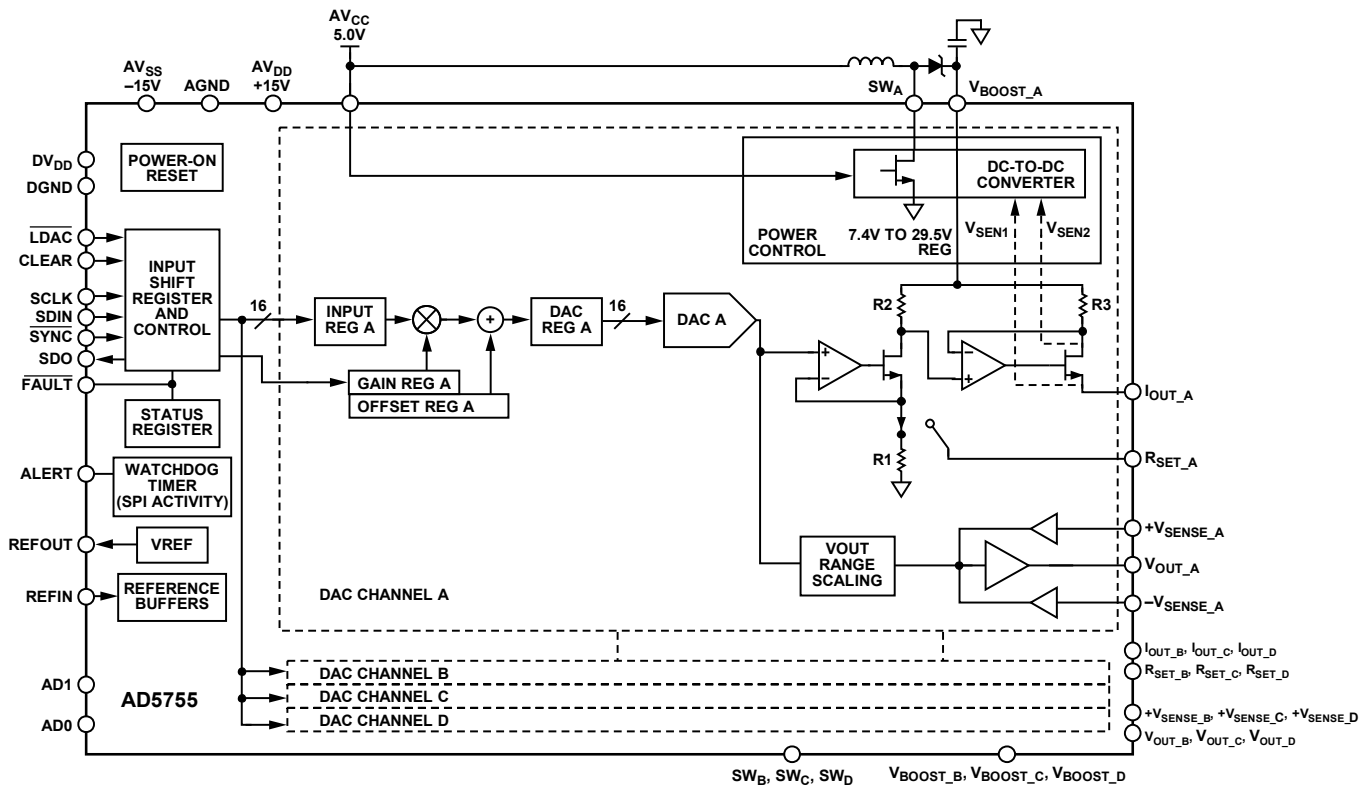 AVCC
5.0V
AVSS
–15V
AGND
AVDD
+15V
SWA
VBOOST_A
DVDD
DGND
POWER-ON
RESET
DC-TO-DC
CONVERTER
LDAC
CLEAR
SCLK
SDIN
SYNC
SDO
FAULT
INPUT
SHIFT
REGISTER
AND
CONTROL
POWER
CONTROL
7.4V TO 29.5V
REG
VSEN1
VSEN2
16
INPUT
REG A
DAC
REG A
16
DAC A
R2
R3
GAIN REG A
OFFSET REG A
STATUS
REGISTER
IOUT_A
R1
RSET_A
ALERT
WATCHDOG
TIMER
(SPI ACTIVITY)
REFOUT
VREF
REFIN
REFERENCE
BUFFERS
VOUT
RANGE
SCALING
+VSENSE_A
VOUT_A
–VSENSE_A
DAC CHANNEL A
IOUT_B, IOUT_C, IOUT_D
RSET_B, RSET_C, RSET_D
DAC CHANNEL B
DAC CHANNEL C
DAC CHANNEL D
AD1
AD0
AD5755
+VSENSE_B, +VSENSE_C, +VSENSE_D
VOUT_B, VOUT_C, VOUT_D
SWB, SWC, SWD
VBOOST_B, VBOOST_C, VBOOST_D